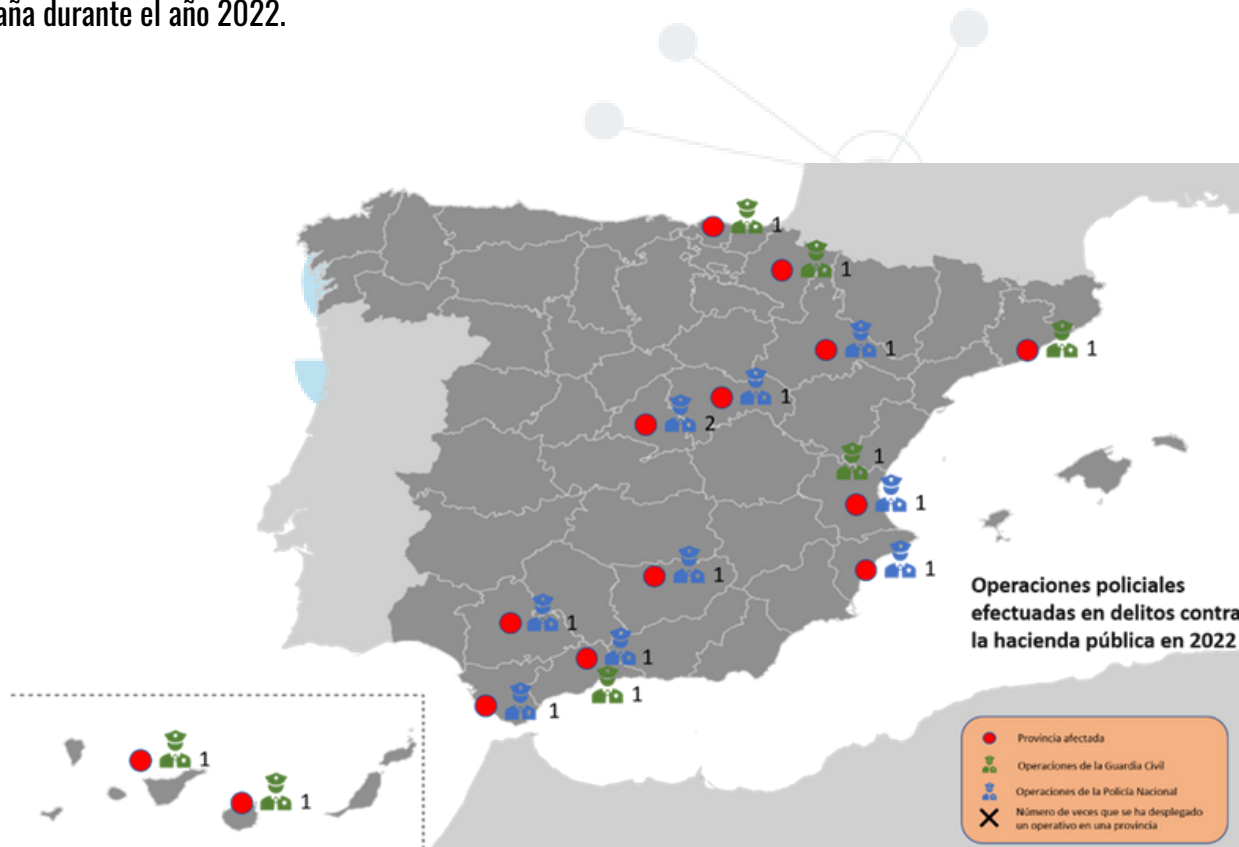 aña durante el año 2022.
1
1
1
1
1
2
1
1
1
1
1
1
1
1
Operaciones policiales
efectuadas en delitos contra
la hacienda pública en 2022
1
1
1
Provincia afectada
Operaciones de la Guardia Civil
Operaciones de la Policía Nacional
Número de veces que se ha desplegado
un operativo en una provincia